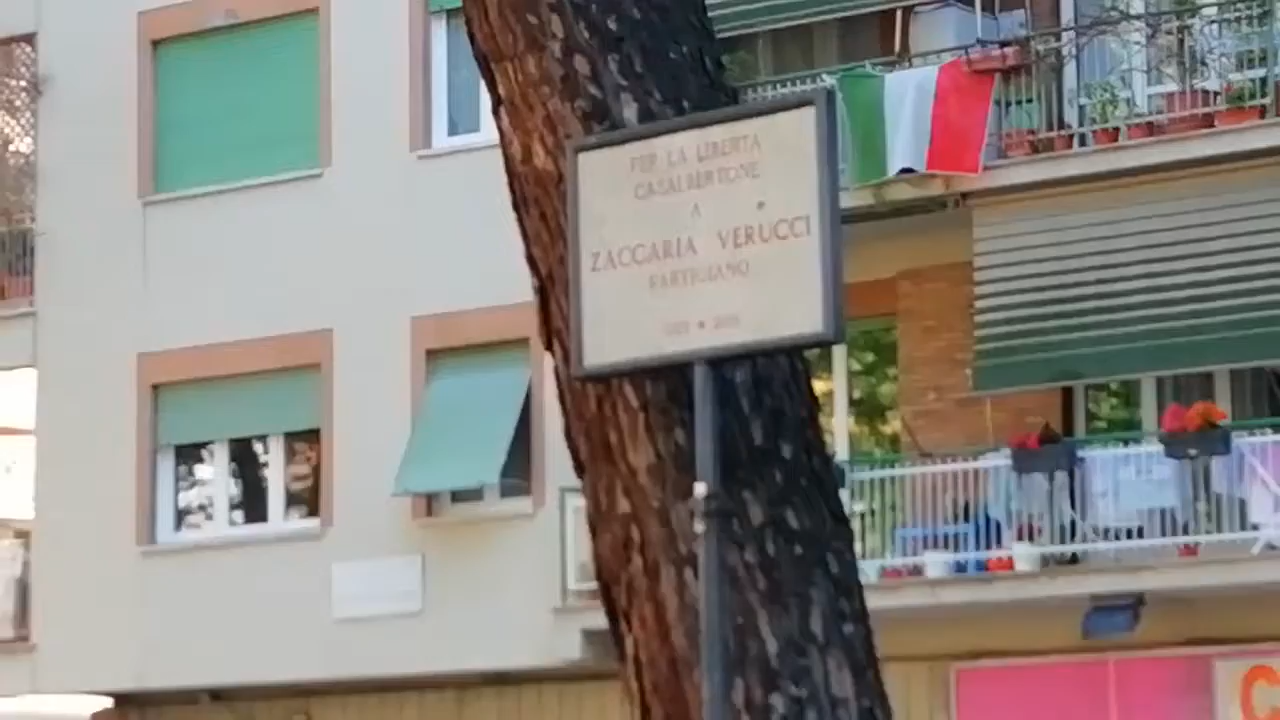 PER LA LIBERTÀ
CASALBERTONE
A
ZACCARIA VERUCCI
PARTIGIANO
C